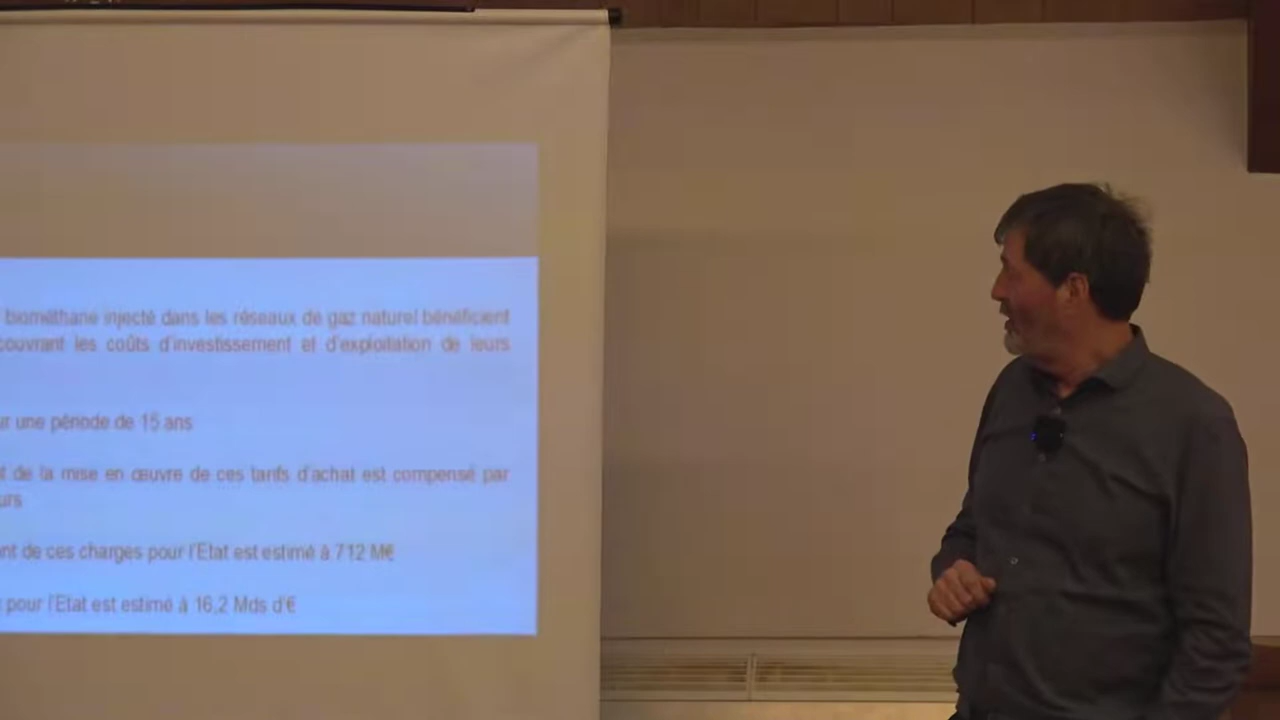 biométhane injecté dans les réseaux de gaz naturel bénéficient
couvrant les coûts d'investissement et d'exploitation de leurs
une période de 15 ans
de la mise en œuvre de ces tarifs d'achat est compensé par
de ces charges pour l'Etat est estimé à 712 M€
pour l'Etat est estimé à 16,2 Mds d'€